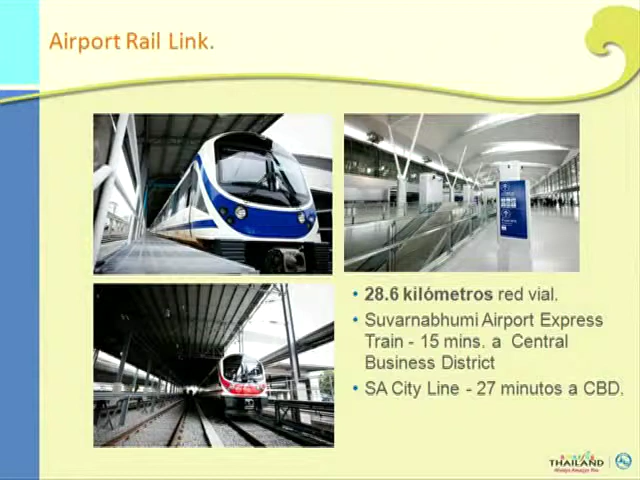 Airport Rail Link.
• 28.6 kilómetros red vial.
• Suvarnabhumi Airport Express
Train - 15 mins. a Central
Business District
• SA City Line - 27 minutos a CBD.
THAILAND
Always Amazes You